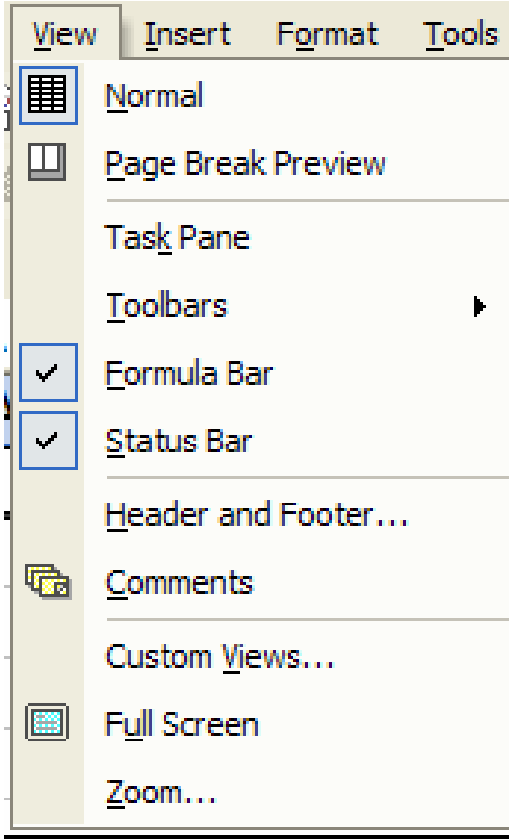 View Insert Format Tools
Normal
Page Break Preview
Task Pane
Toolbars
Formula Bar
Status Bar
Header and Footer...
Comments
Custom Views...
Full Screen
Zoom...